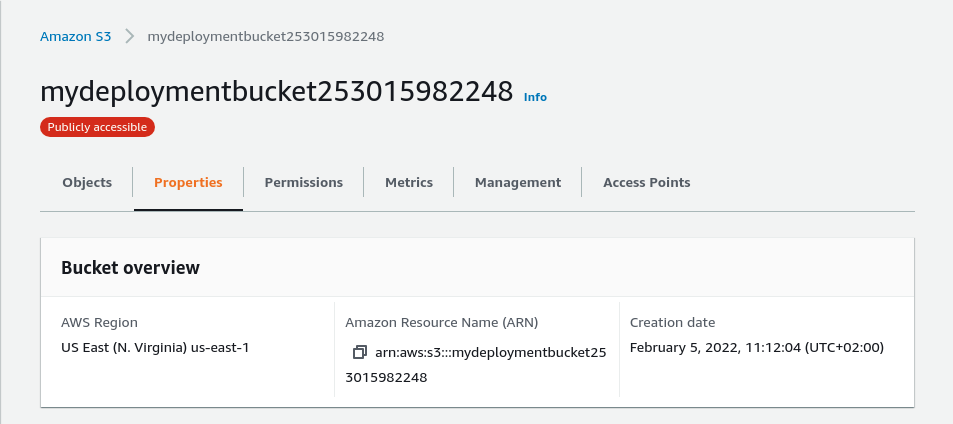 Amazon S3 mydeploymentbucket253015982248
mydeploymentbucket253015982248 Info
Publicly accessible
Objects Properties Permissions Metrics Management Access Points
Bucket overview
AWS Region
US East (N. Virginia) us-east-1
Amazon Resource Name (ARN)
arn:aws:s3:::mydeploymentbucket25
3015982248
Creation date
February 5, 2022, 11:12:04 (UTC+02:00)